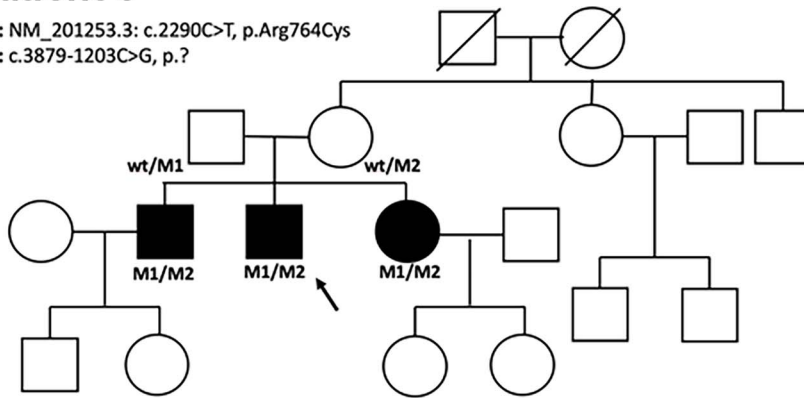 : NM_201253.3: c.2290C>T, p.Arg764Cys
: c.3879-1203C>G, p.?
wt/M1 wt/M2
M1/M2 M1/M2 M1/M2